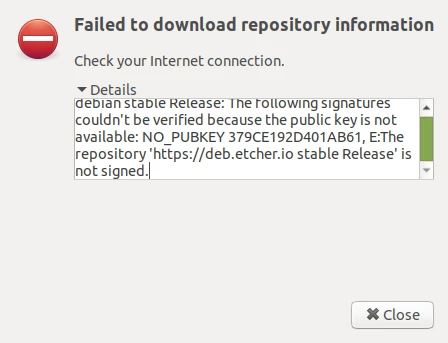 Failed to download repository information
Check your Internet connection.
Details
debian stable Release: The following signatures
couldn't be verified because the public key is not
available: NO_PUBKEY 379CE192D401AB61, E:The
repository 'https://deb.etcher.io stable Release' is
not signed.
Close